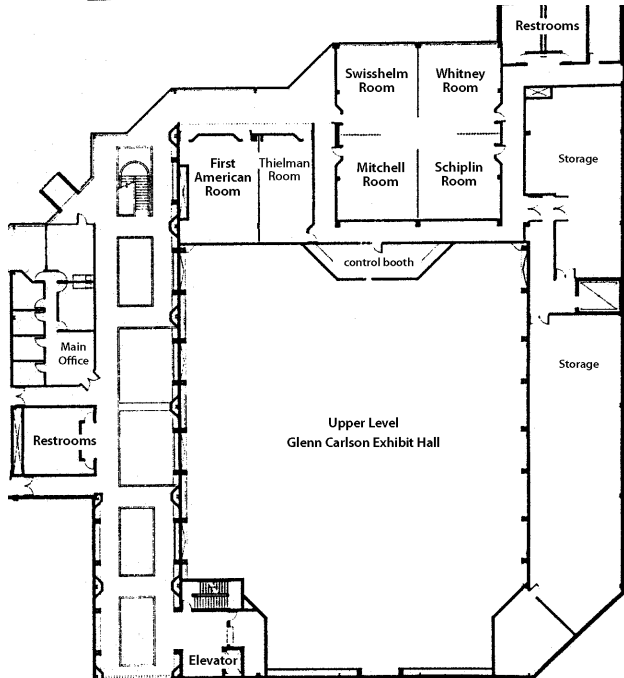 Restrooms
Swisshelm
Room
Whitney
Room
First
American
Room
Thielman
Room
Mitchell
Room
Schiplin
Room
Storage
control booth
Main
Office
Storage
Restrooms
Upper Level
Glenn Carlson Exhibit Hall
Elevator